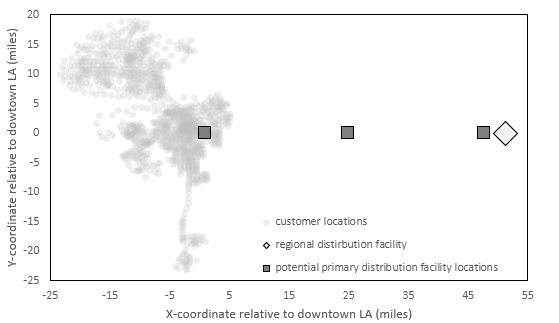 20
15
10
5
0
-5
-10
-15
-20
-25
Y-coordinate relative to dowtown LA (miles)
customer locations
regional distirbution facility
potential primary distribution facility locations
-25 -15 -5 5 15 25 35 45 55
X-coordinate relative to downtown LA (miles)